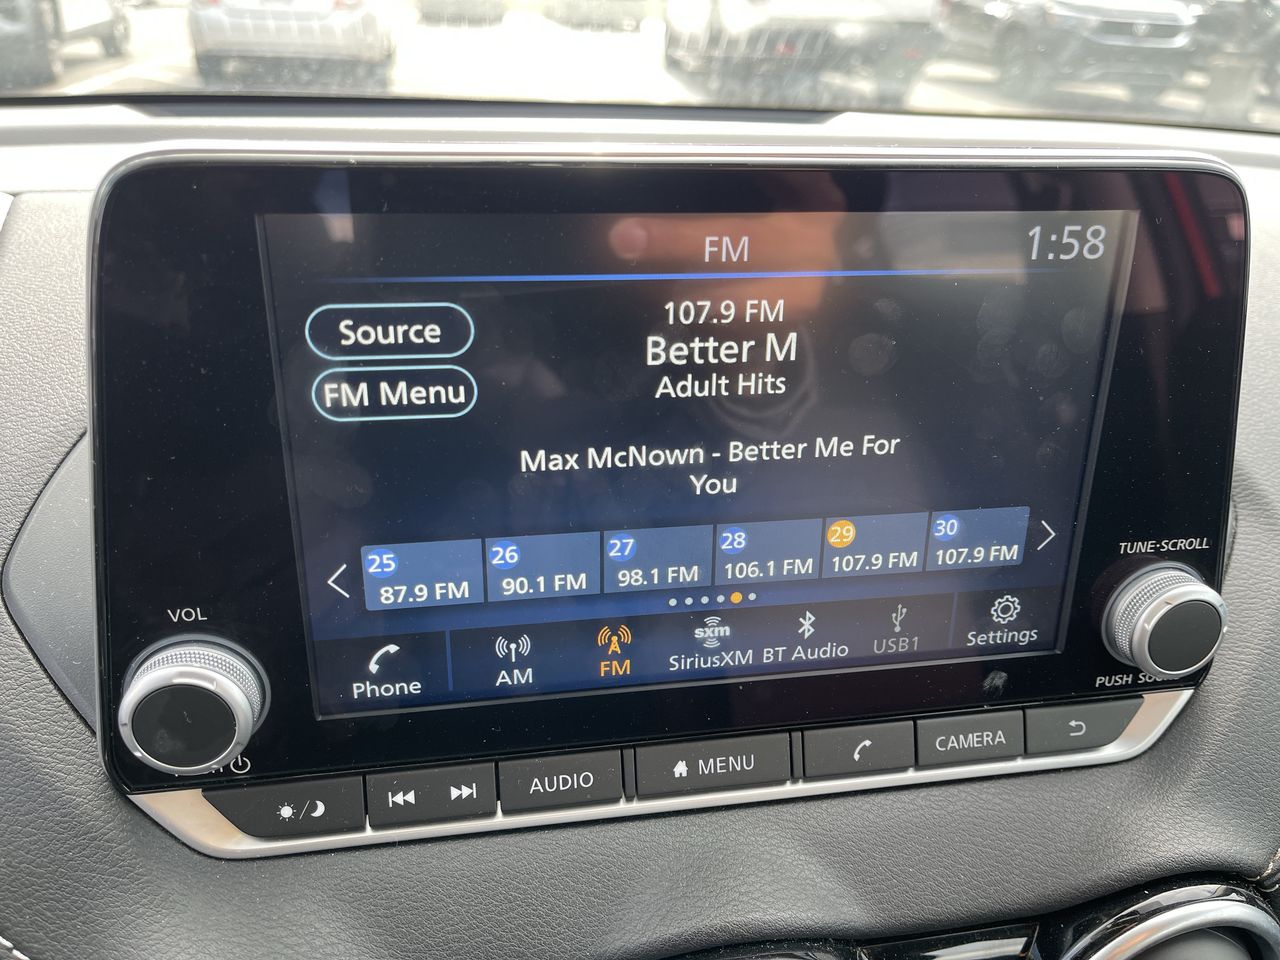 FM
1:58
Source
FM Menu
107.9 FM
Better M
Adult Hits
Max McNown - Better Me For
You
25
87.9 FM
26
90.1 FM
27
98.1 FM
28
106.1 FM
29
107.9 FM
30
107.9 FM
Phone
AM
FM
sxm
SiriusXM
BT Audio
USB1
Settings
VOL
TUNE·SCROLL
PUSH
AUDIO
MENU
CAMERA